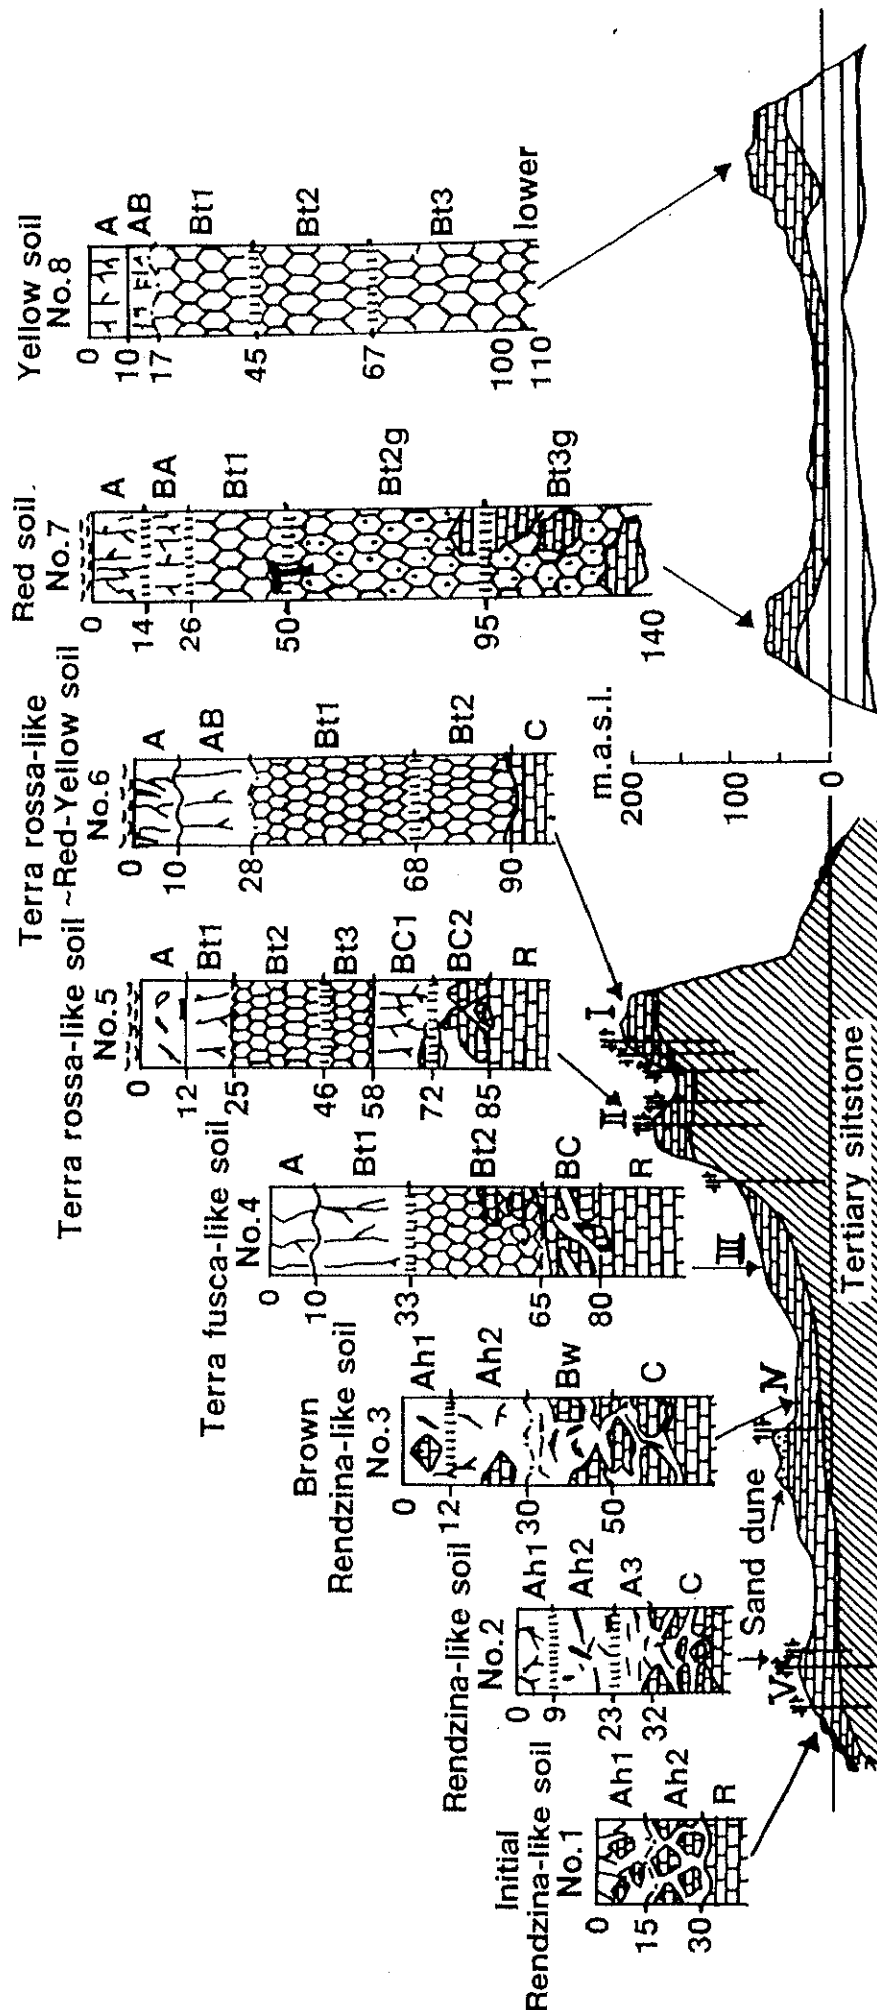 Initial
Rendzina-like soil
No.1
0
15
30
Ah1
Ah2
R
Rendzina-like soil
No.2
0
9
23
32
Ah1
Ah2
A3
C
Brown
Rendzina-like soil
No.3
0
12
30
50
Ah1
Ah2
Bw
C
Terra fusca-like soil
No.4
0
10
33
65
80
A
Bt1
Bt2
BC
R
Terra rossa-like soil
No.5
0
12
25
46
58
72
85
A
Bt1
Bt2
Bt3
BC1
BC2
R
Terra rossa-like
~Red-Yellow soil
No.6
0
10
28
68
90
A
AB
Bt1
Bt2
C
Red soil
No.7
0
14
26
50
95
140
A
BA
Bt1
Bt2g
Bt3g
Yellow soil
No.8
0
10
17
45
67
100
110
A
AB
Bt1
Bt2
Bt3
lower
V
Sand dune
IV
III
II
I
m.a.s.l.
200
100
0
Tertiary siltstone